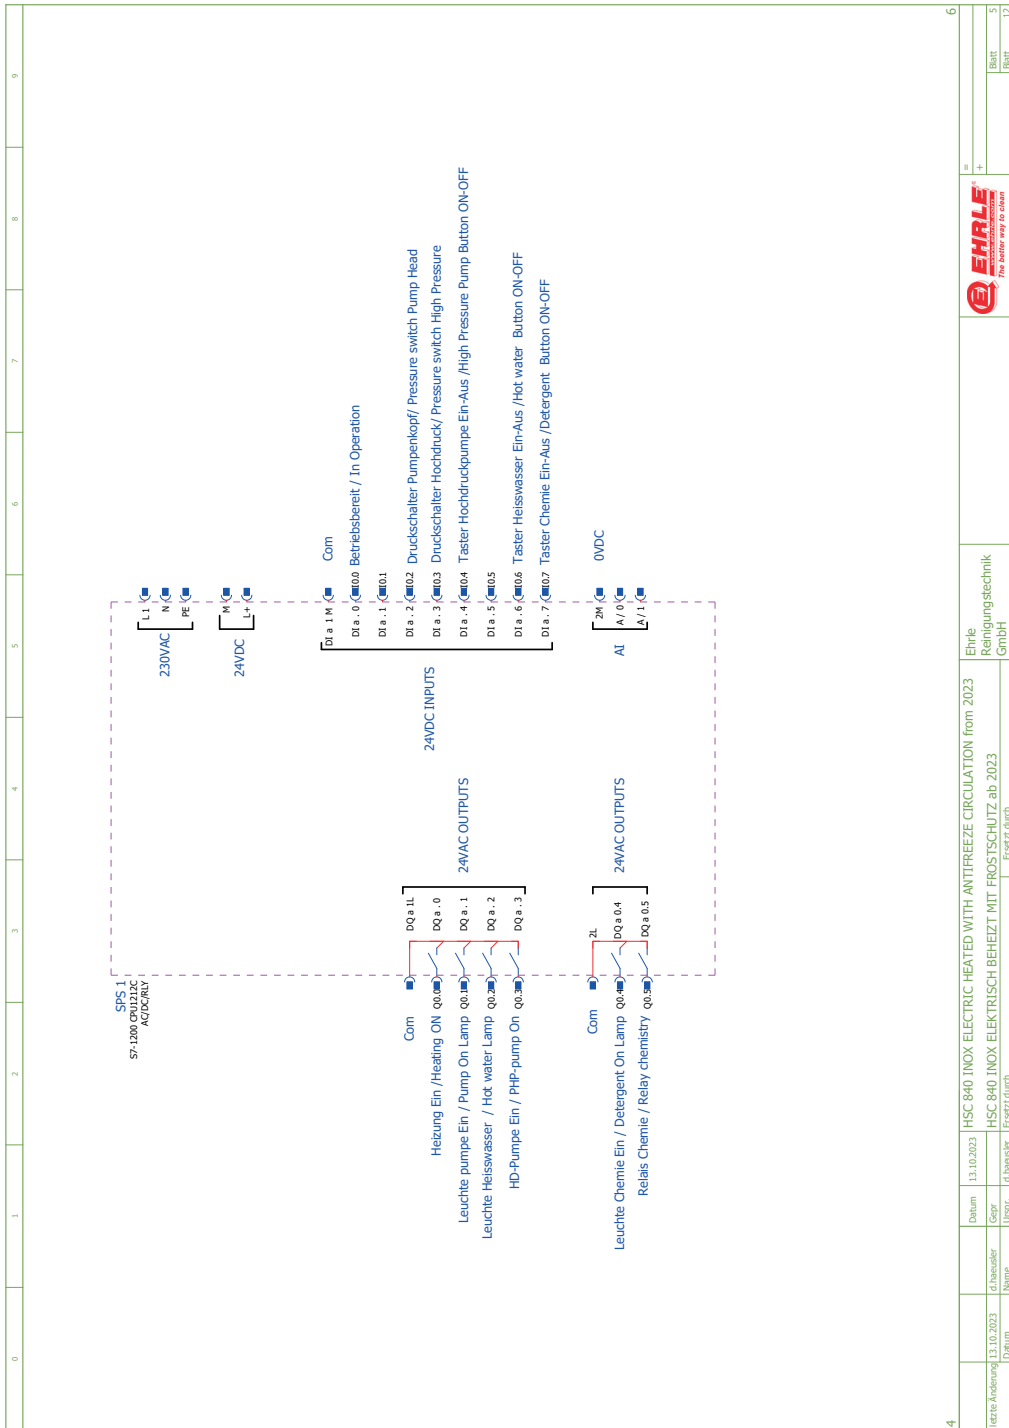 0
1
2
3
4
5
6
7
8
9
SPS 1
S7-1200 CPU1212C
AC/DC/RLY
230VAC
L 1
N
PE
24VDC
M
L+
24VDC INPUTS
DI a 1 M Com
DI a . 0 I0.0 Betriebsbereit / In Operation
DI a . 1 I0.1
DI a . 2 I0.2 Druckschalter Pumpenkopf/ Pressure switch Pump Head
DI a . 3 I0.3 Druckschalter Hochdruck/ Pressure switch High Pressure
DI a . 4 I0.4 Taster Hochdruckpumpe Ein-Aus /High Pressure Pump Button ON-OFF
DI a . 5 I0.5
DI a . 6 I0.6 Taster Heisswasser Ein-Aus /Hot water Button ON-OFF
DI a . 7 I0.7 Taster Chemie Ein-Aus /Detergent Button ON-OFF
AI
2M 0VDC
A / 0
A / 1
24VAC OUTPUTS
Com DQ a 1L
Heizung Ein /Heating ON Q0.0 DQ a . 0
Leuchte pumpe Ein / Pump On Lamp Q0.1 DQ a . 1
Leuchte Heisswasser / Hot water Lamp Q0.2 DQ a . 2
HD-Pumpe Ein / PHP-pump On Q0.3 DQ a . 3
24VAC OUTPUTS
Com 2L
Leuchte Chemie Ein / Detergent On Lamp Q0.4 DQ a 0.4
Relais Chemie / Relay chemistry Q0.5 DQ a 0.5
4
6
Datum 13.10.2023
letzte Änderung 13.10.2023 d.haeusler Gepr
Datum Name Urspr. d.haeusler Ersetzt durch Ersetzt durch
HSC 840 INOX ELECTRIC HEATED WITH ANTIFREEZE CIRCULATION from 2023
HSC 840 INOX ELEKTRISCH BEHEIZT MIT FROSTSCHUTZ ab 2023
Ehrle
Reinigungstechnik
GmbH
E EHRLE
The better way to clean
=
+
Blatt 5
Blatt 12